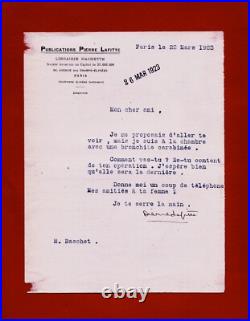 PUBLICATIONS PIERRE LAFITTE
LIBRAIRIE HACHETTE
PARIS
Paris le 22 Mars 1923
26 MAR 1923
Mon cher ami,
Je me proposais d'aller te
voir, mais je suis à la chambre
avec une bronchite carabinée.
Comment vas-tu ? Es-tu content
de ton opération. J'espère bien
qu'elle sera la dernière.
Donne moi un coup de téléphone
Mes amitiés à ta femme ;
Je te serre la main.
M. Baschet.